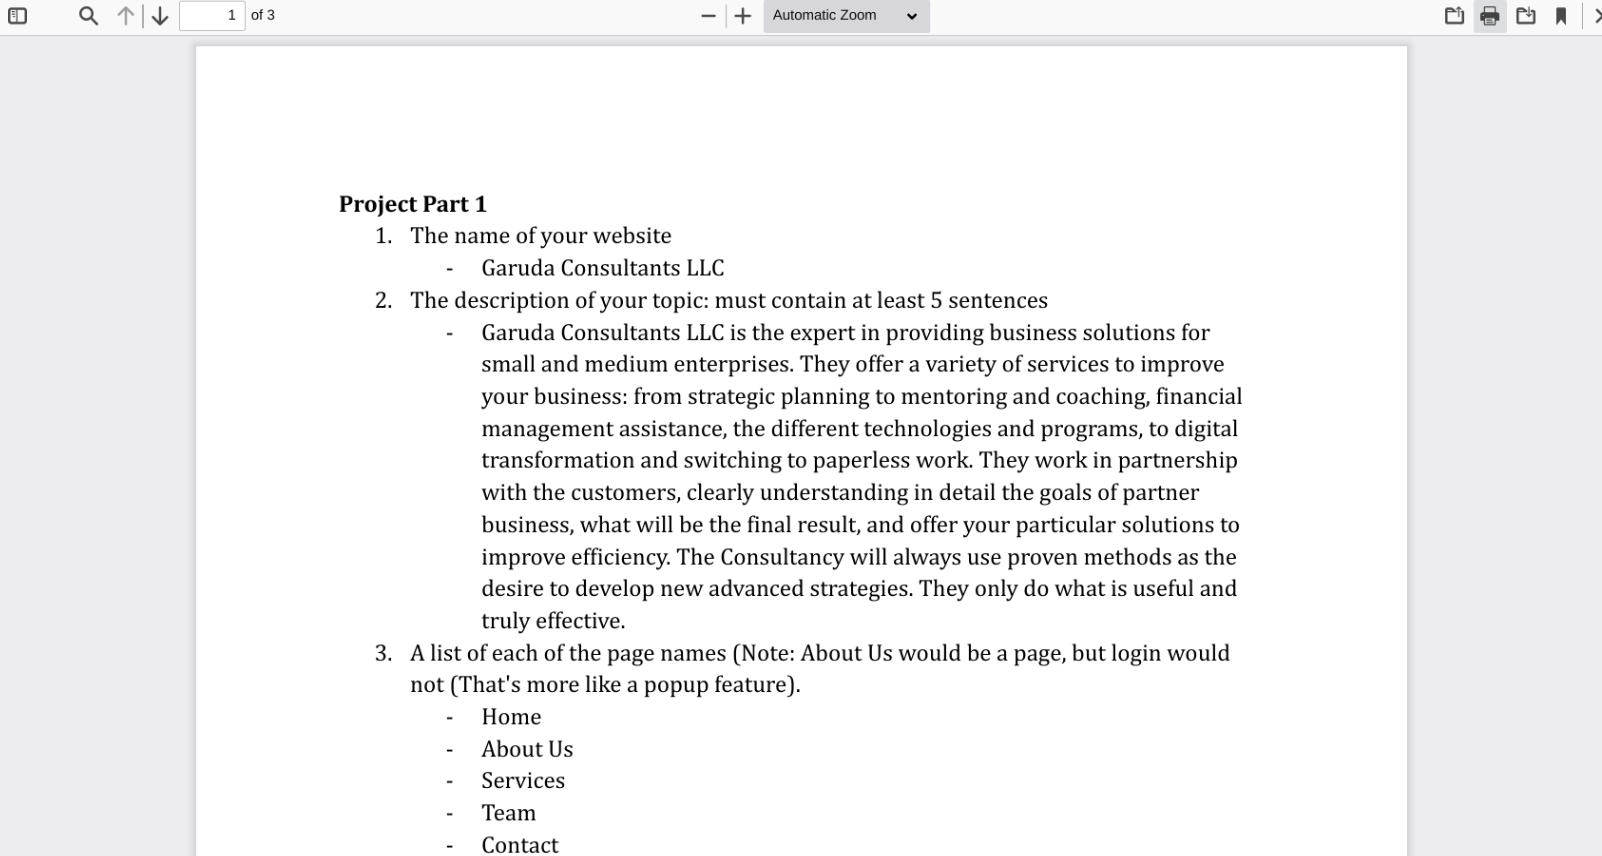 1 of 3
Automatic Zoom
Project Part 1
1. The name of your website
- Garuda Consultants LLC
2. The description of your topic: must contain at least 5 sentences
- Garuda Consultants LLC is the expert in providing business solutions for
small and medium enterprises. They offer a variety of services to improve
your business: from strategic planning to mentoring and coaching, financial
management assistance, the different technologies and programs, to digital
transformation and switching to paperless work. They work in partnership
with the customers, clearly understanding in detail the goals of partner
business, what will be the final result, and offer your particular solutions to
improve efficiency. The Consultancy will always use proven methods as the
desire to develop new advanced strategies. They only do what is useful and
truly effective.
3. A list of each of the page names (Note: About Us would be a page, but login would
not (That's more like a popup feature).
- Home
- About Us
- Services
- Team
- Contact